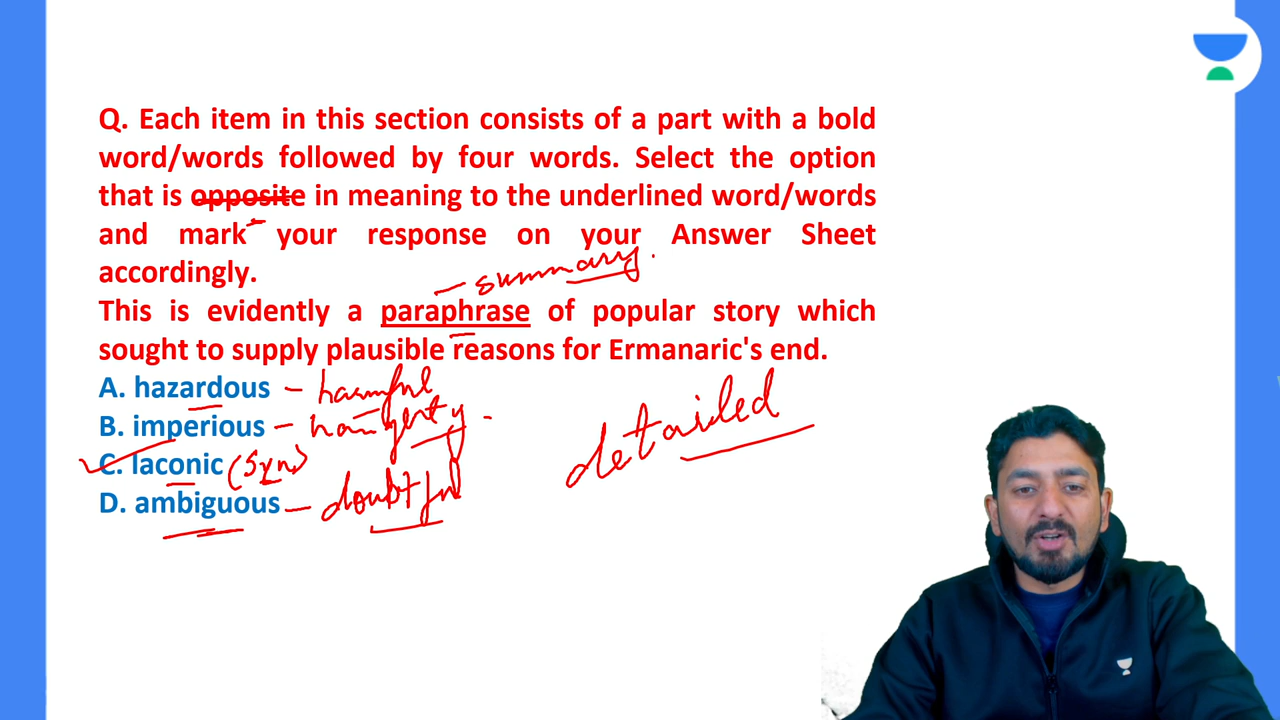 Q. Each item in this section consists of a part with a bold
word/words followed by four words. Select the option
that is opposite in meaning to the underlined word/words
and mark your response on your Answer Sheet
accordingly.
– summary.
This is evidently a paraphrase of popular story which
sought to supply plausible reasons for Ermanaric's end.
A. hazardous – harmful
B. imperious – haugerty.
C. laconic (Syn)
D. ambiguous – doubtful
detailed